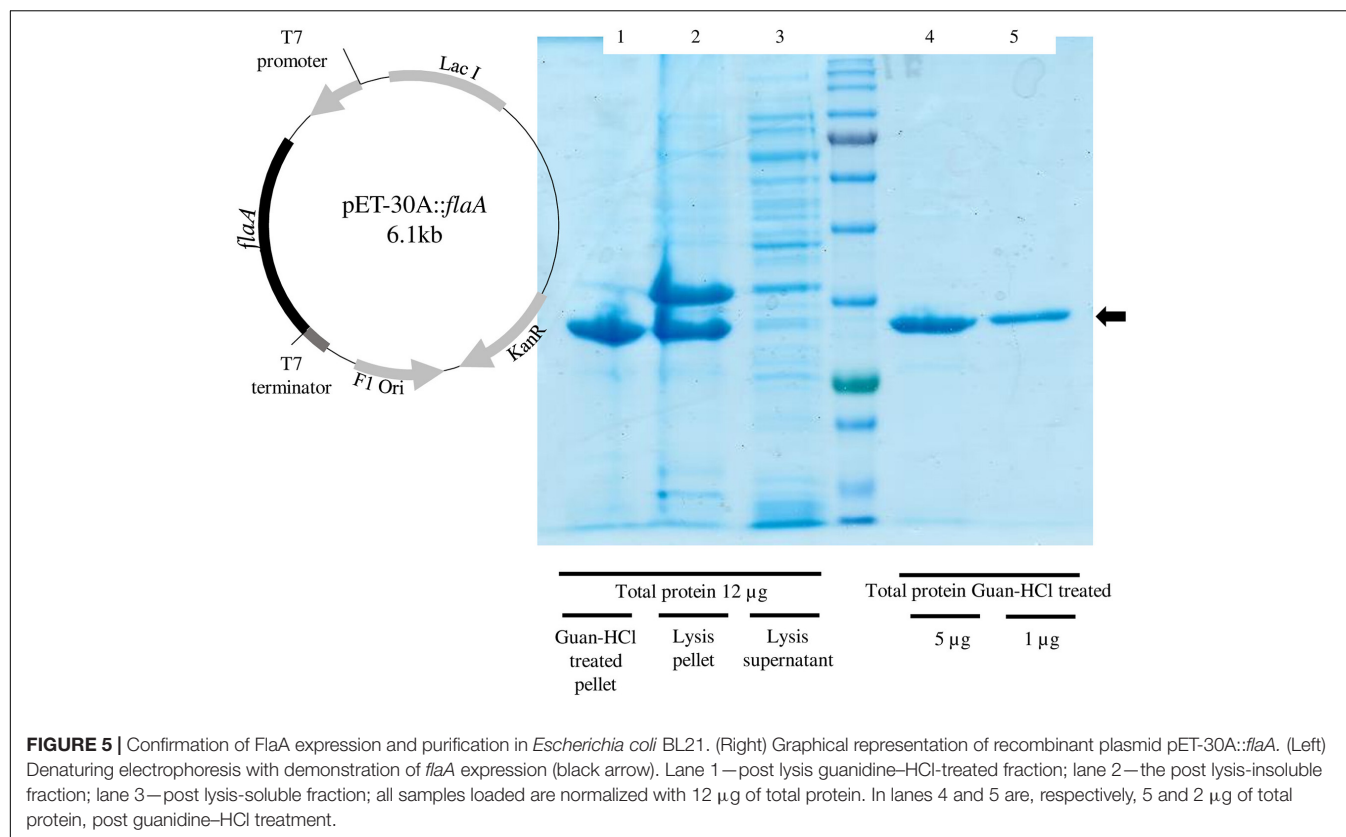 T7
promoter
Lac I
flaA
pET-30A::flaA
6.1kb
KanR
T7
terminator
F1 Ori
1 2 3 4 5
Total protein 12 µg
Guan-HCl
treated
pellet
Lysis
pellet
Lysis
supernatant
Total protein Guan-HCl treated
5 µg
1 µg
FIGURE 5 | Confirmation of FlaA expression and purification in Escherichia coli BL21. (Right) Graphical representation of recombinant plasmid pET-30A::flaA. (Left)
Denaturing electrophoresis with demonstration of flaA expression (black arrow). Lane 1—post lysis guanidine–HCl-treated fraction; lane 2—the post lysis-insoluble
fraction; lane 3—post lysis-soluble fraction; all samples loaded are normalized with 12 µg of total protein. In lanes 4 and 5 are, respectively, 5 and 2 µg of total
protein, post guanidine–HCl treatment.